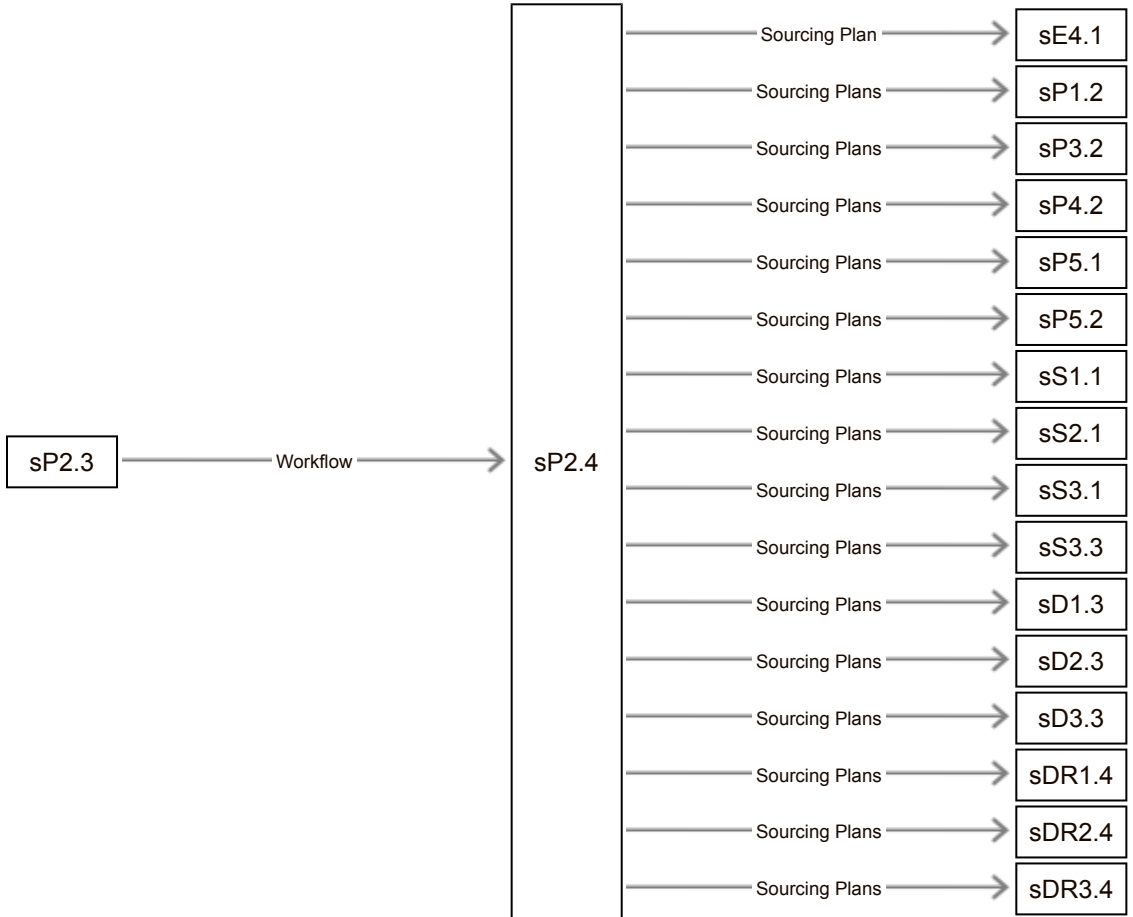 Sourcing Plan sE4.1
Sourcing Plans sP1.2
Sourcing Plans sP3.2
Sourcing Plans sP4.2
Sourcing Plans sP5.1
Sourcing Plans sP5.2
Sourcing Plans sS1.1
Sourcing Plans sS2.1
sP2.3 Workflow sP2.4
Sourcing Plans sS3.1
Sourcing Plans sS3.3
Sourcing Plans sD1.3
Sourcing Plans sD2.3
Sourcing Plans sD3.3
Sourcing Plans sDR1.4
Sourcing Plans sDR2.4
Sourcing Plans sDR3.4